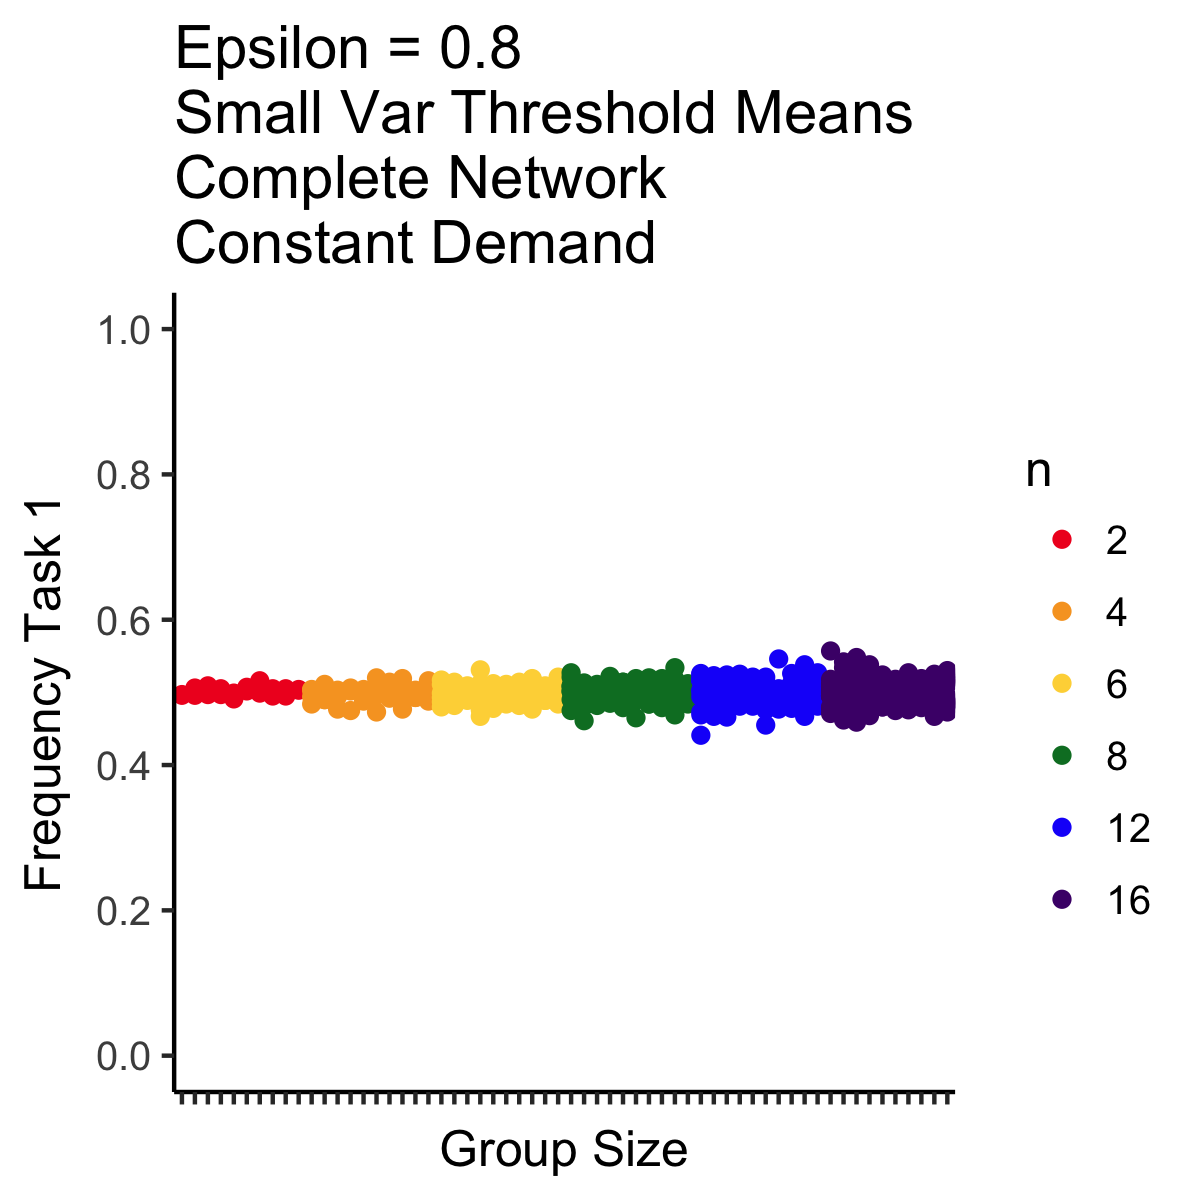 Epsilon = 0.8
Small Var Threshold Means
Complete Network
Constant Demand
1.0
0.8
0.6
0.4
0.2
0.0
Frequency Task 1
Group Size
n
2
4
6
8
12
16